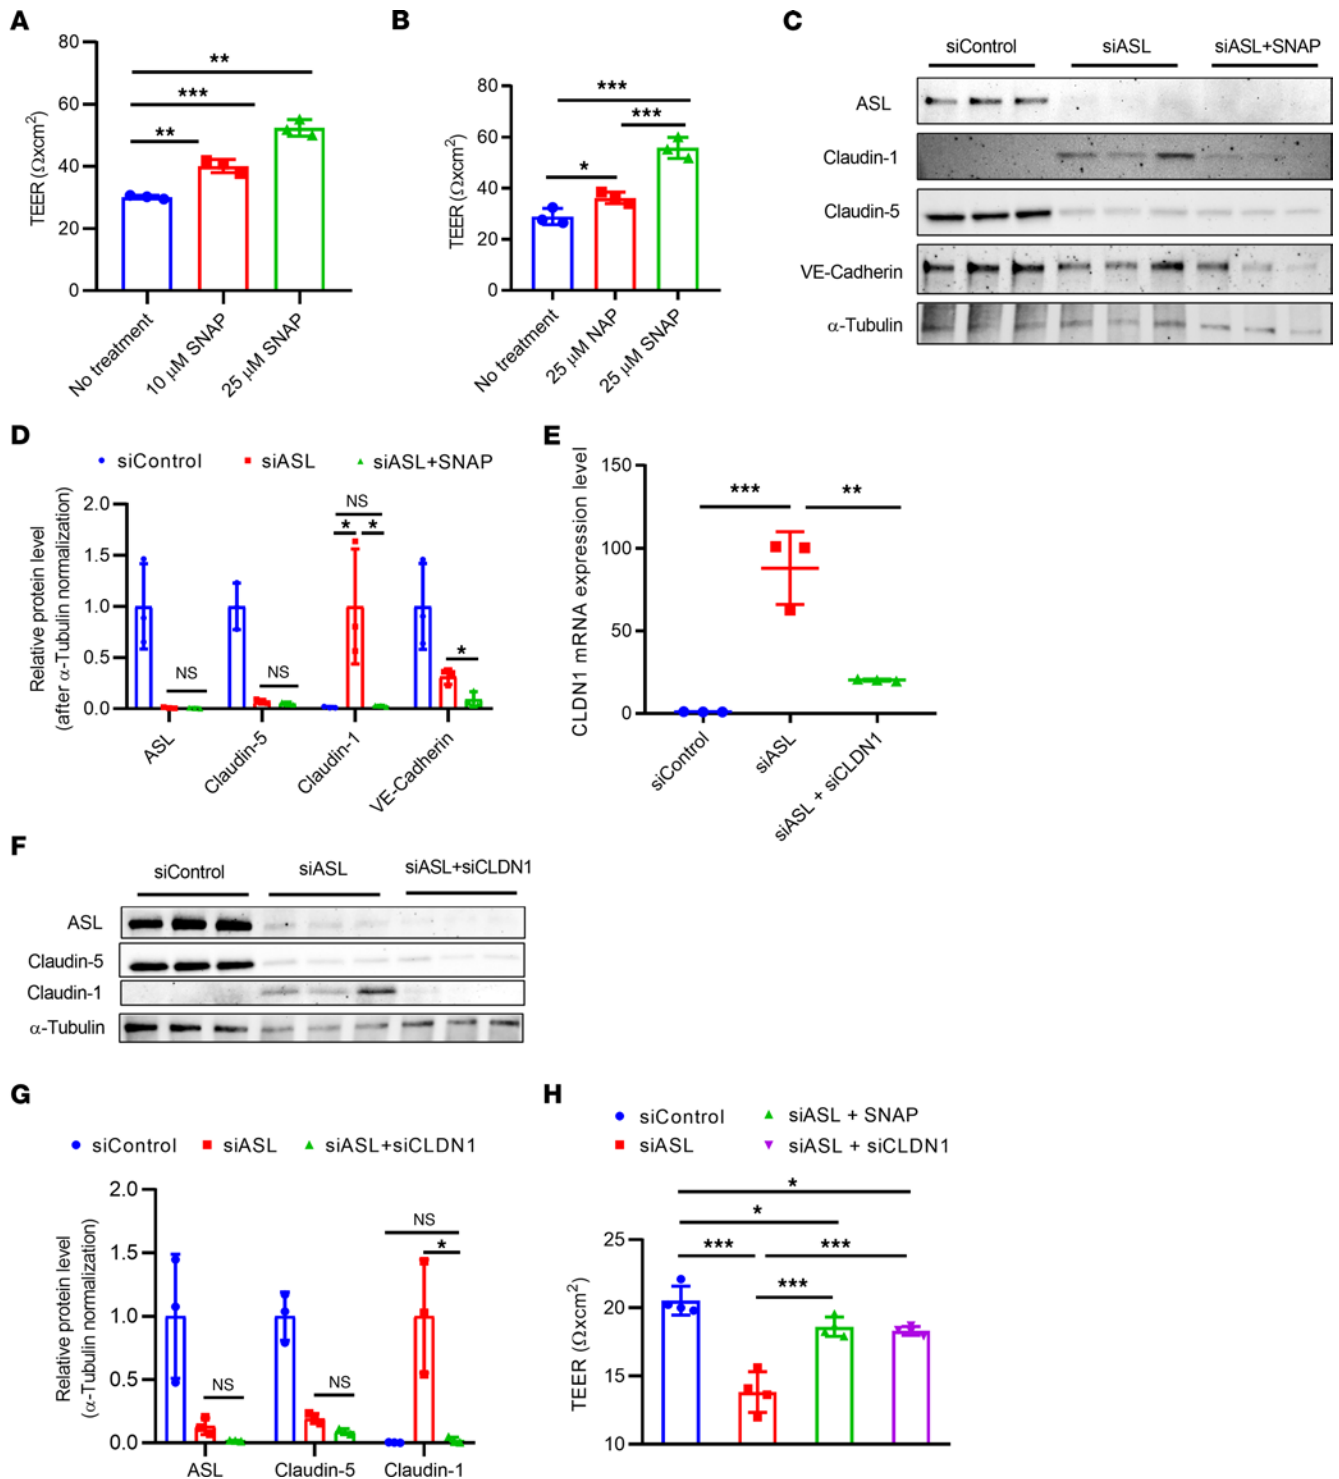 A
TEER (Ωxcm²)
80
60
40
20
0
**
***
**
No treatment
10 μM SNAP
25 μM SNAP
B
TEER (Ωxcm²)
80
60
40
20
0
***
***
*
No treatment
25 μM NAP
25 μM SNAP
C
siControl siASL siASL+SNAP
ASL
Claudin-1
Claudin-5
VE-Cadherin
α-Tubulin
D
siControl siASL siASL+SNAP
Relative protein level
(after α-Tubulin normalization)
2.0
1.5
1.0
0.5
0.0
NS
NS
NS
* *
*
ASL
Claudin-5
Claudin-1
VE-Cadherin
E
CLDN1 mRNA expression level
150
100
50
0
*** **
siControl
siASL
siASL + siCLDN1
F
siControl siASL siASL+siCLDN1
ASL
Claudin-5
Claudin-1
α-Tubulin
G
siControl siASL siASL+siCLDN1
Relative protein level
(α-Tubulin normalization)
2.0
1.5
1.0
0.5
0.0
NS
NS
NS
*
ASL Claudin-5 Claudin-1
H
siControl siASL + SNAP
siASL siASL + siCLDN1
TEER (Ωxcm²)
25
20
15
10
*
*
*** ***
***